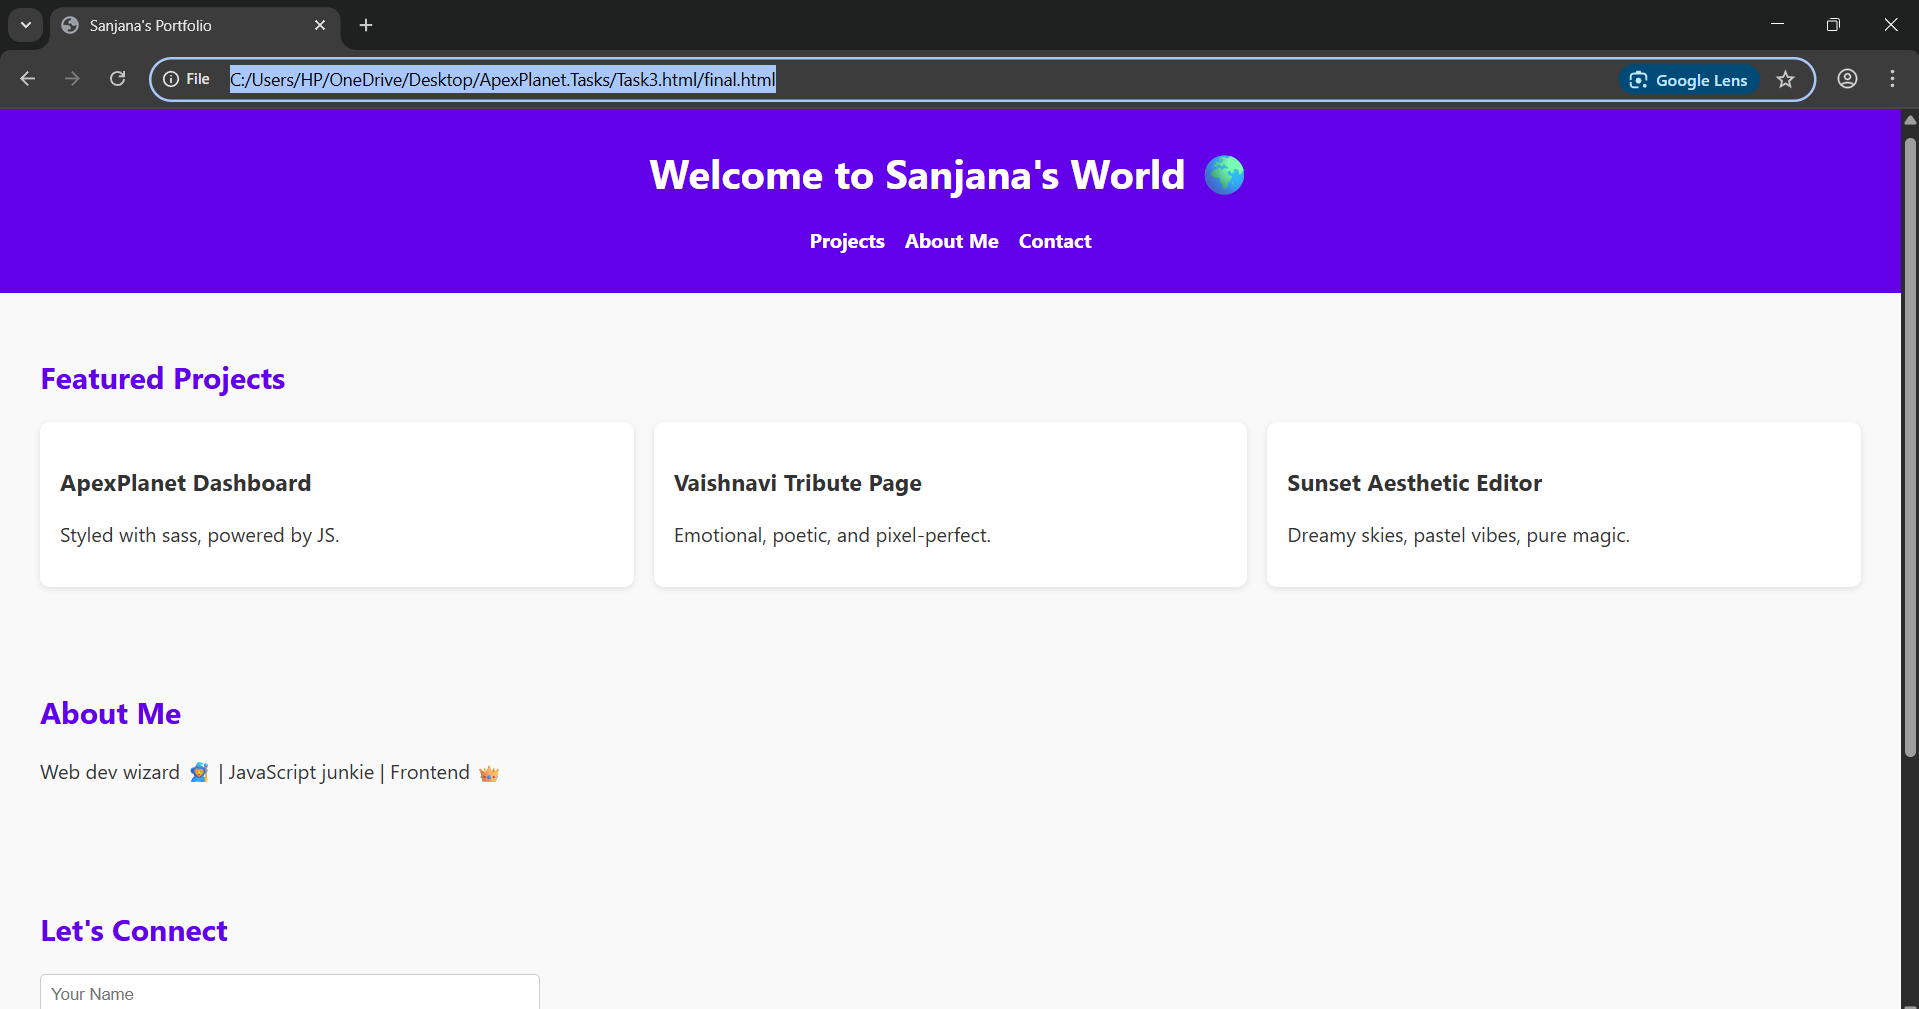 Sanjana's Portfolio
File C:/Users/HP/OneDrive/Desktop/ApexPlanet.Tasks/Task3.html/final.html Google Lens
Welcome to Sanjana's World 🌍
Projects About Me Contact
Featured Projects
ApexPlanet Dashboard
Styled with sass, powered by JS.
Vaishnavi Tribute Page
Emotional, poetic, and pixel-perfect.
Sunset Aesthetic Editor
Dreamy skies, pastel vibes, pure magic.
About Me
Web dev wizard 🧙‍♀️ | JavaScript junkie | Frontend 👑
Let's Connect
Your Name